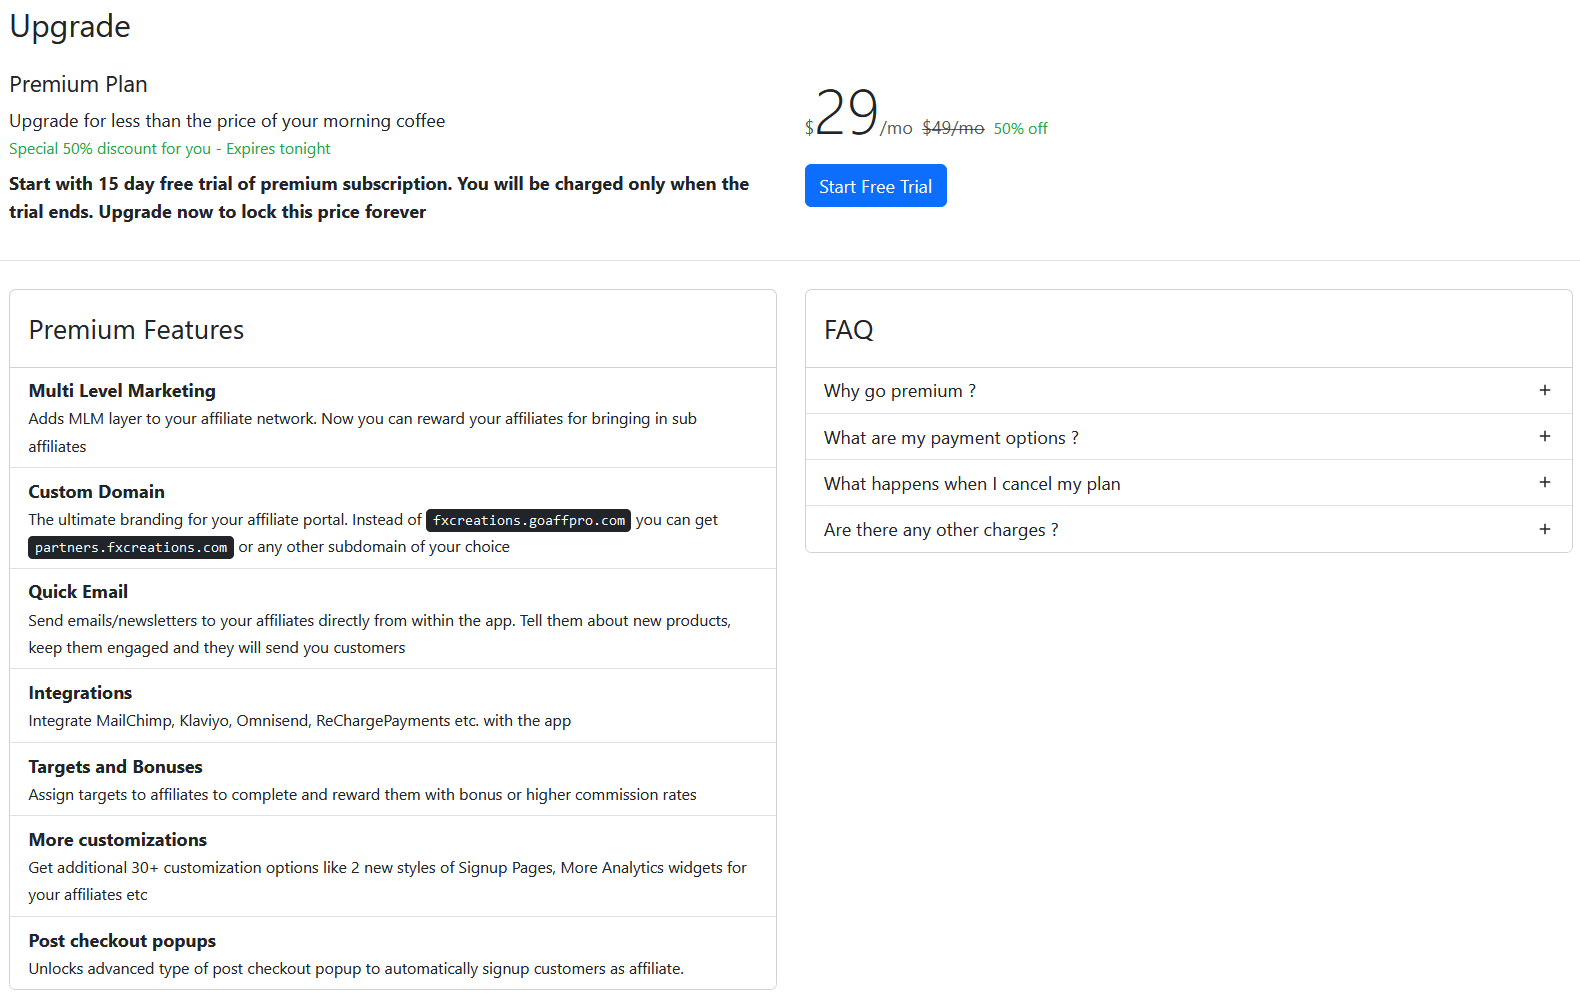 Upgrade
Premium Plan
Upgrade for less than the price of your morning coffee
Special 50% discount for you - Expires tonight
Start with 15 day free trial of premium subscription. You will be charged only when the
trial ends. Upgrade now to lock this price forever
$29/mo $49/mo 50% off
Start Free Trial
Premium Features
Multi Level Marketing
Adds MLM layer to your affiliate network. Now you can reward your affiliates for bringing in sub
affiliates
Custom Domain
The ultimate branding for your affiliate portal. Instead of fxcreations.goaffpro.com you can get
partners.fxcreations.com or any other subdomain of your choice
Quick Email
Send emails/newsletters to your affiliates directly from within the app. Tell them about new products,
keep them engaged and they will send you customers
Integrations
Integrate MailChimp, Klaviyo, Omnisend, ReChargePayments etc. with the app
Targets and Bonuses
Assign targets to affiliates to complete and reward them with bonus or higher commission rates
More customizations
Get additional 30+ customization options like 2 new styles of Signup Pages, More Analytics widgets for
your affiliates etc
Post checkout popups
Unlocks advanced type of post checkout popup to automatically signup customers as affiliate.
FAQ
Why go premium ? +
What are my payment options ? +
What happens when I cancel my plan +
Are there any other charges ? +